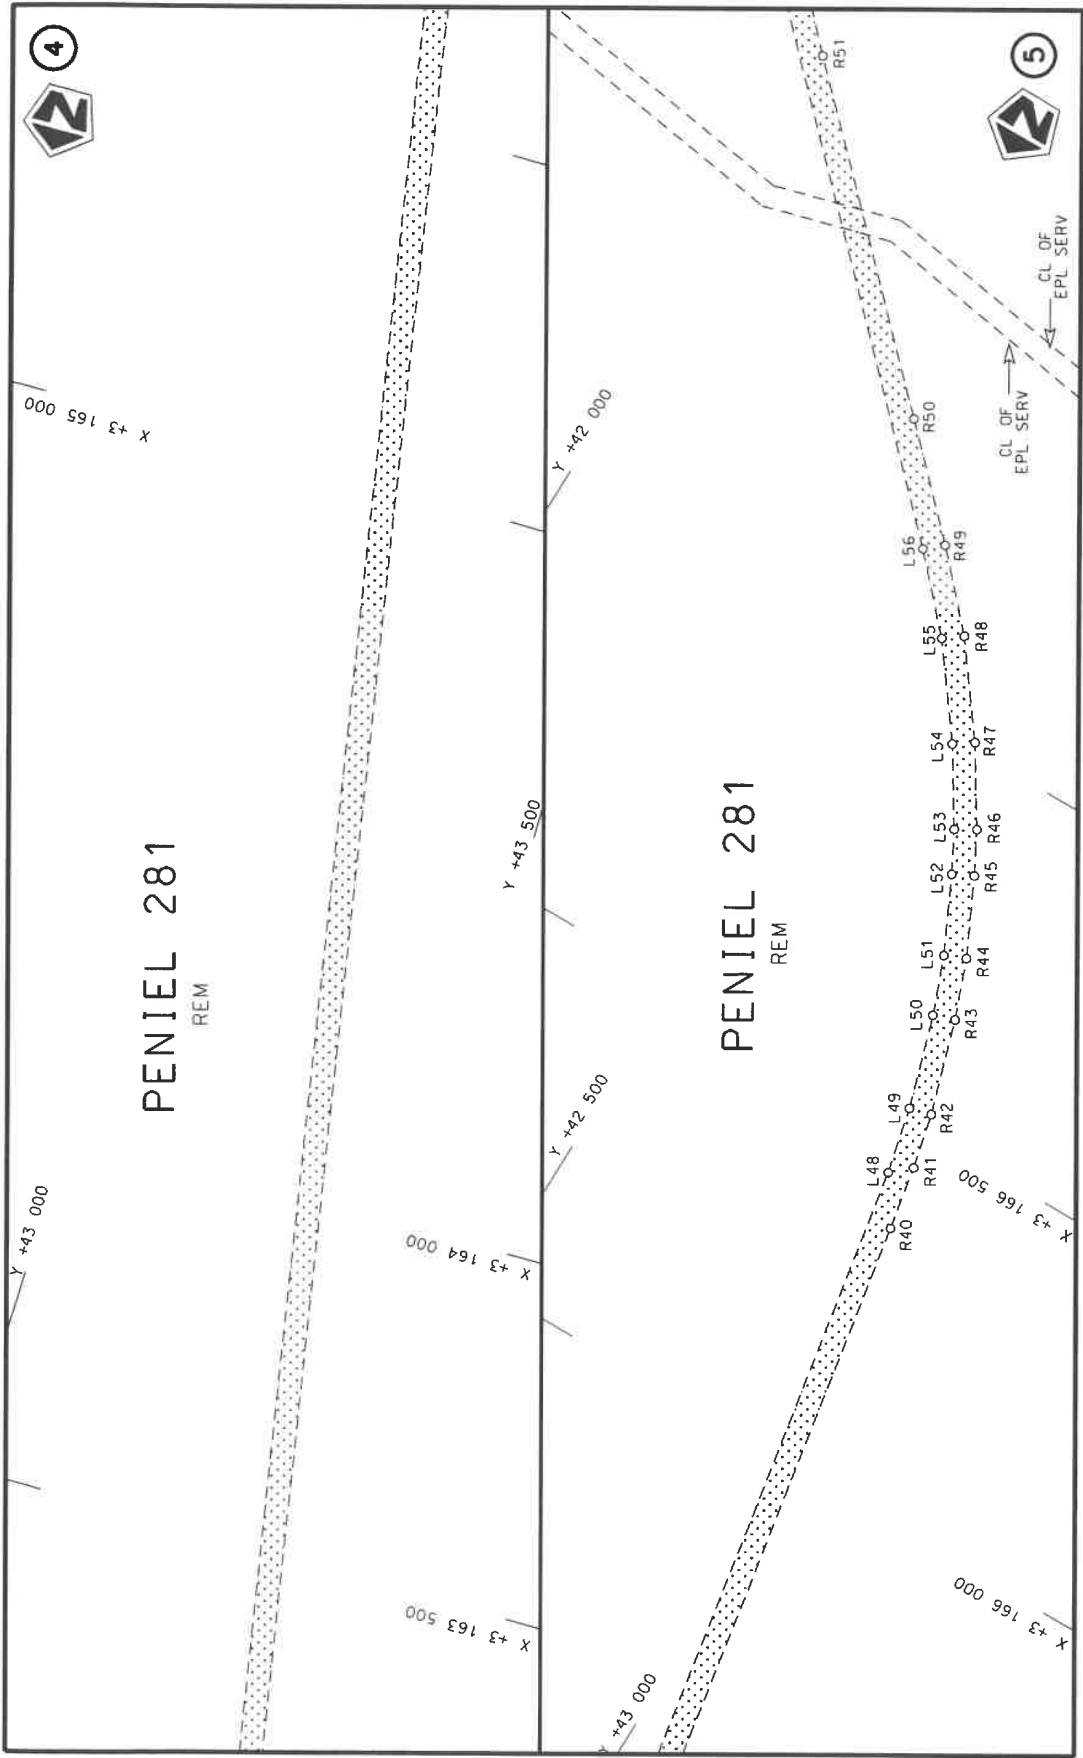 4
X +3 165 000
PENIEL 281
REM
Y +43 000
Y +43 500
X +3 164 000
X +3 163 500
5
R51
CL OF
EPL SERV
CL OF
EPL SERV
Y +42 000
R50
L56
R49
L55
R48
L54
R47
PENIEL 281
REM
L53
R46
L52
R45
L51
R44
L50
R43
L49
R42
Y +42 500
L48
R41
R40
X +3 166 500
X +3 166 000
Y +43 000